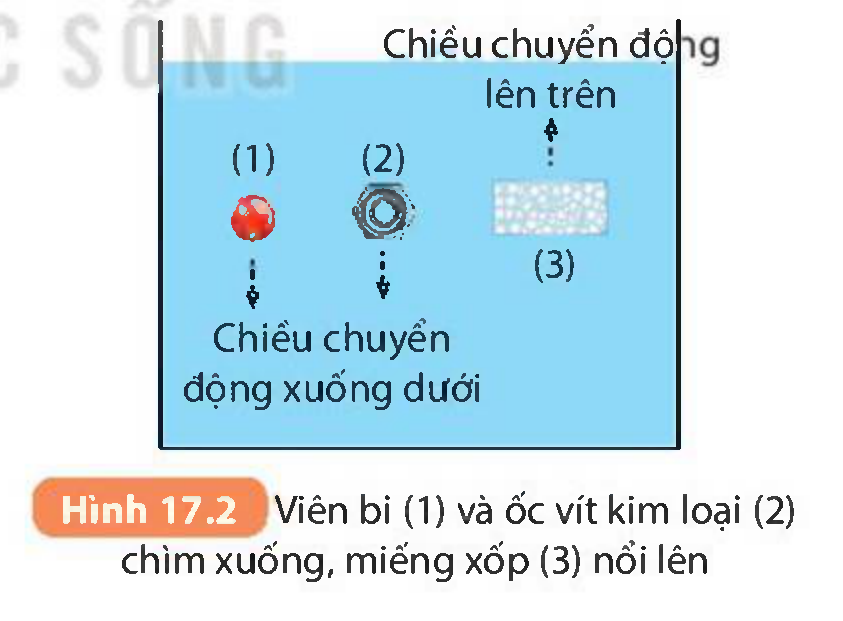 C SỐNG
Chiều chuyển động
lên trên
(1)
(2)
(3)
Chiều chuyển
động xuống dưới
Hình 17.2 Viên bi (1) và ốc vít kim loại (2)
chìm xuống, miếng xốp (3) nổi lên